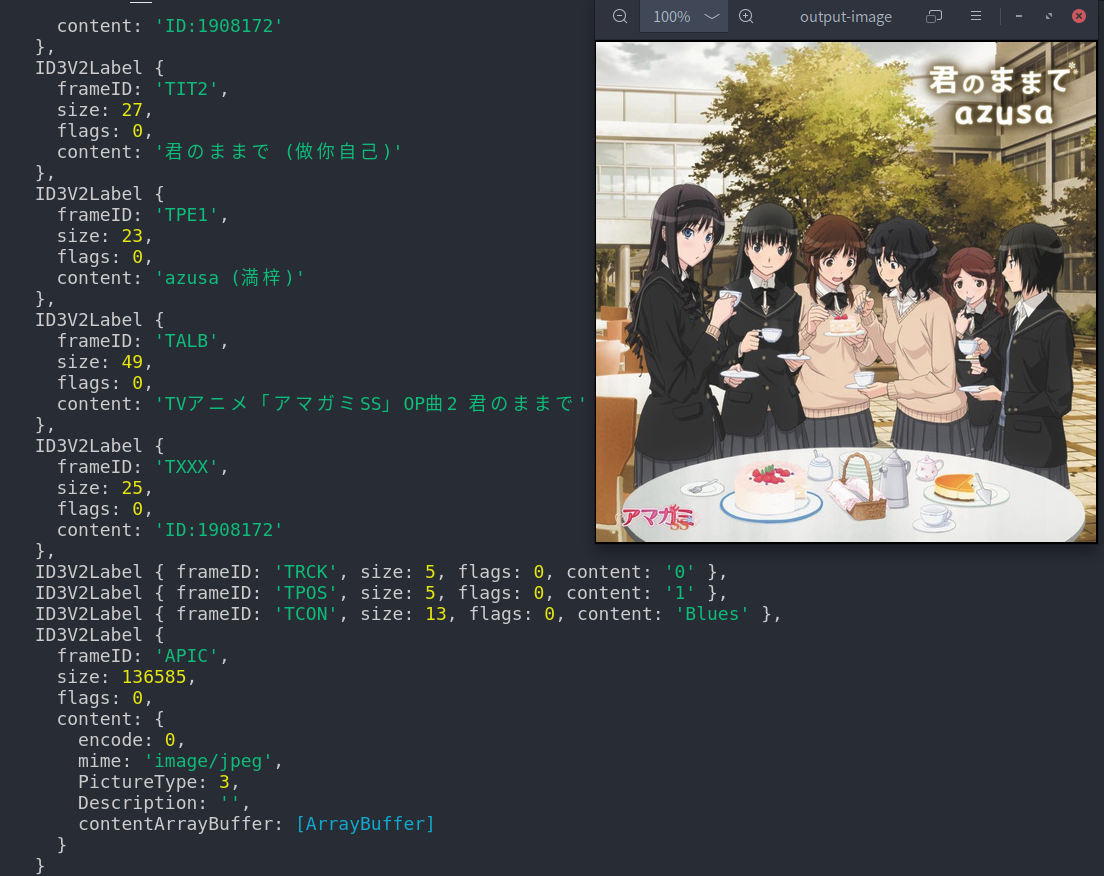 content: 'ID:1908172'
},
ID3V2Label {
frameID: 'TIT2',
size: 27,
flags: 0,
content: '君のままで (做你自己)'
},
ID3V2Label {
frameID: 'TPE1',
size: 23,
flags: 0,
content: 'azusa (満梓)'
},
ID3V2Label {
frameID: 'TALB',
size: 49,
flags: 0,
content: 'TVアニメ「アマガミSS」OP曲2 君のままで'
},
ID3V2Label {
frameID: 'TXXX',
size: 25,
flags: 0,
content: 'ID:1908172'
},
ID3V2Label { frameID: 'TRCK', size: 5, flags: 0, content: '0' },
ID3V2Label { frameID: 'TPOS', size: 5, flags: 0, content: '1' },
ID3V2Label { frameID: 'TCON', size: 13, flags: 0, content: 'Blues' },
ID3V2Label {
frameID: 'APIC',
size: 136585,
flags: 0,
content: {
encode: 0,
mime: 'image/jpeg',
PictureType: 3,
Description: '',
contentArrayBuffer: [ArrayBuffer]
}
}
100% output-image
君のままで
azusa
アマガミ
SS